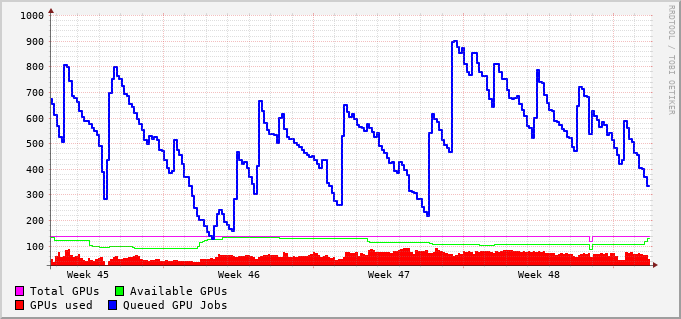 1000
900
800
700
600
500
400
300
200
100
Week 45 Week 46 Week 47 Week 48
Total GPUs Available GPUs
GPUs used Queued GPU Jobs
RRDTOOL / TOBI OETIKER